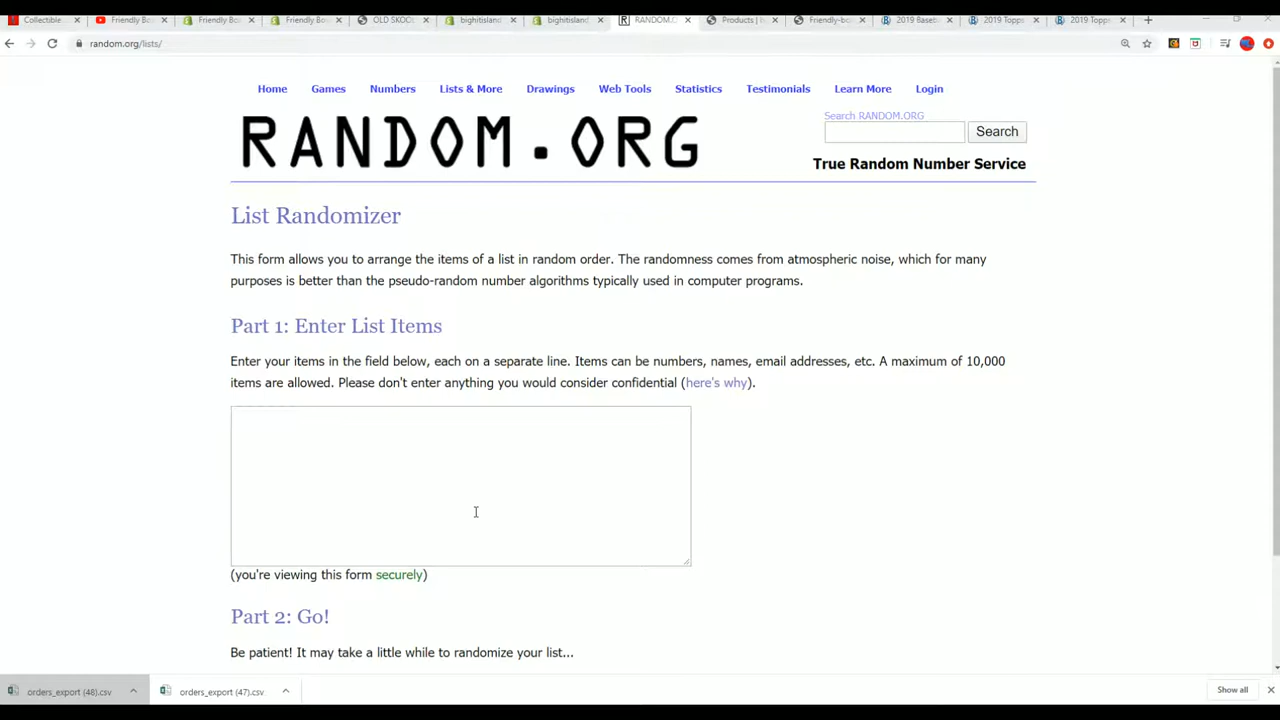 Collectible
Friendly Bo
Friendly Bo
Friendly Bo
OLD SKOO
bighitisland
bighitisland
RANDOM.O
Products |
Friendly-bo
2019 Baseb
2019 Topps
2019 Topps
random.org/lists/
Home Games Numbers Lists & More Drawings Web Tools Statistics Testimonials Learn More Login
Search RANDOM.ORG
RANDOM.ORG
Search
True Random Number Service
List Randomizer
This form allows you to arrange the items of a list in random order. The randomness comes from atmospheric noise, which for many
purposes is better than the pseudo-random number algorithms typically used in computer programs.
Part 1: Enter List Items
Enter your items in the field below, each on a separate line. Items can be numbers, names, email addresses, etc. A maximum of 10,000
items are allowed. Please don't enter anything you would consider confidential (here's why).
(you're viewing this form securely)
Part 2: Go!
Be patient! It may take a little while to randomize your list...
orders_export (48).csv
orders_export (47).csv
Show all